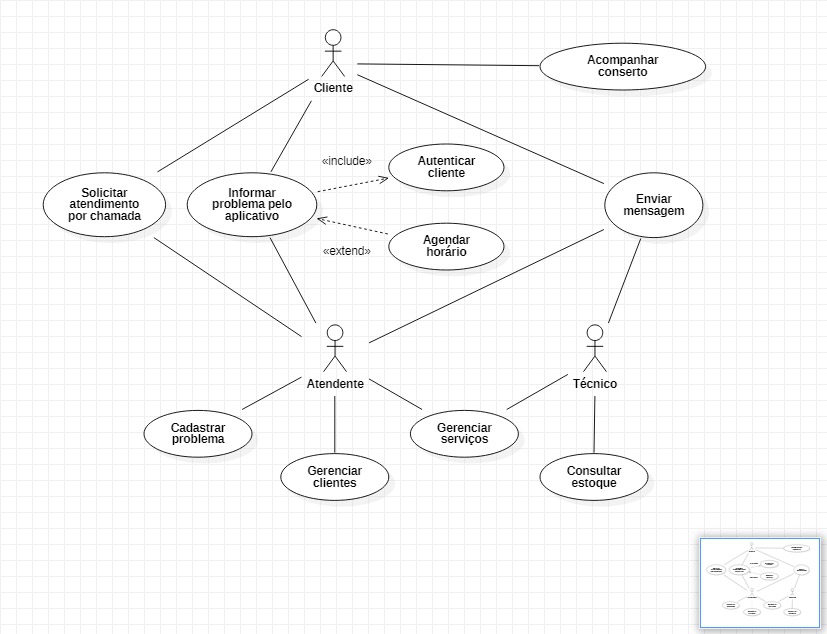 Cliente
Acompanhar
conserto
Solicitar
atendimento
por chamada
Informar
problema pelo
aplicativo
«include»
Autenticar
cliente
«extend»
Agendar
horário
Enviar
mensagem
Atendente
Técnico
Cadastrar
problema
Gerenciar
clientes
Gerenciar
serviços
Consultar
estoque